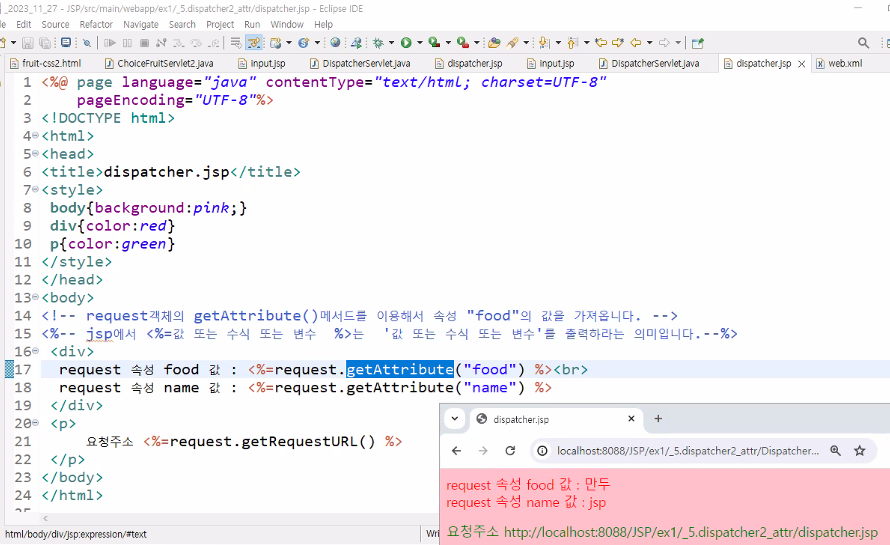 _2023_11_27 - JSP/src/main/webapp/ex1/_5.dispatcher2_attr/dispatcher.jsp - Eclipse IDE
Edit Source Refactor Navigate Search Project Run Window Help
fruit-css2.html ChoiceFruitServlet2.java input.jsp DispatcherServlet.java dispatcher.jsp input.jsp DispatcherServlet.java dispatcher.jsp web.xml
1 <%@ page language="java" contentType="text/html; charset=UTF-8"
2 pageEncoding="UTF-8"%>
3 <!DOCTYPE html>
4 <html>
5 <head>
6 <title>dispatcher.jsp</title>
7 <style>
8 body{background:pink;}
9 div{color:red}
10 p{color:green}
11 </style>
12 </head>
13 <body>
14 <!-- request객체의 getAttribute()메서드를 이용해서 속성 "food"의 값을 가져옵니다. -->
15 <%-- jsp에서 <%=값 또는 수식 또는 변수 %>는 '값 또는 수식 또는 변수'를 출력하라는 의미입니다.--%>
16 <div>
17 request 속성 food 값 : <%=request.getAttribute("food") %><br>
18 request 속성 name 값 : <%=request.getAttribute("name") %>
19 </div>
20 <p>
21 요청주소 <%=request.getRequestURL() %>
22 </p>
23 </body>
24 </html>
html/body/div/jsp:expression/#text
Wri
dispatcher.jsp
localhost:8088/JSP/ex1/_5.dispatcher2_attr/Dispatcher...
request 속성 food 값 : 만두
request 속성 name 값 : jsp
요청주소 http://localhost:8088/JSP/ex1/_5.dispatcher2_attr/dispatcher.jsp